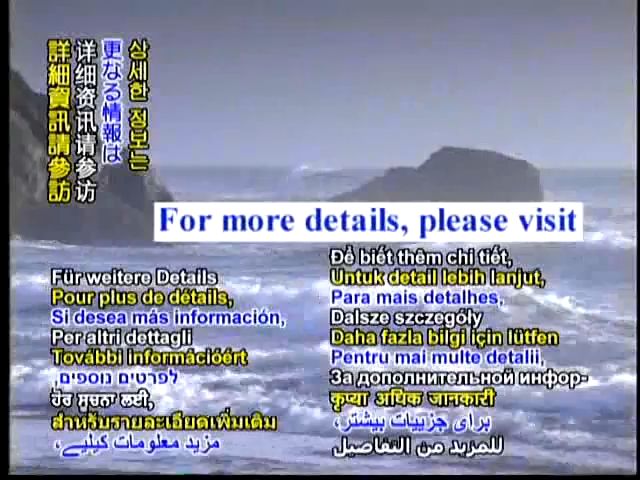 詳細資訊請參訪
详细资讯请参访
更なる情報は
상세한 정보는
For more details, please visit
Für weitere Details
Pour plus de détails,
Si desea más información,
Per altri dettagli
További információért
לפרטים נוספים,
ਹੋਰ ਸੂਚਨਾ ਲਈ,
สำหรับรายละเอียดเพิ่มเติม
مزید معلومات کیلیے،
Để biết thêm chi tiết,
Untuk detail lebih lanjut,
Para mais detalhes,
Dalsze szczegóły
Daha fazla bilgi için lütfen
Pentru mai multe detalii,
За дополнительной инфор-
कृप्या अधिक जानकारी
برای جزییات بیشتر،
للمزيد من التفاصيل